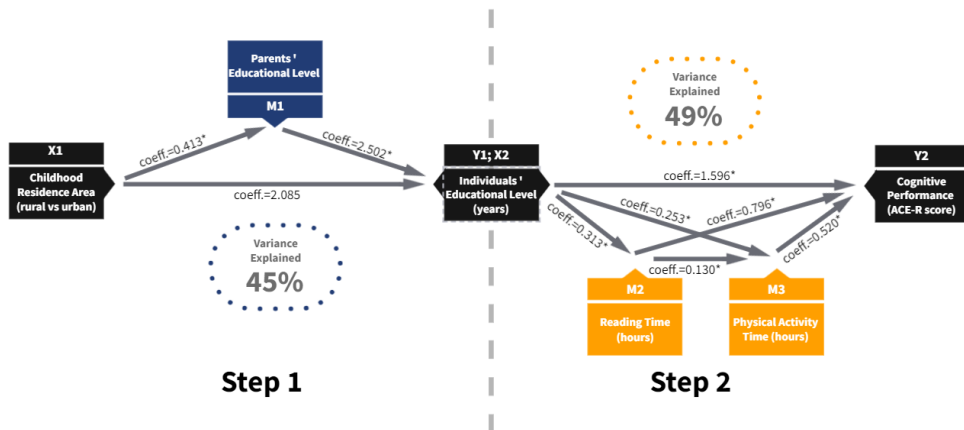 Parents '
Educational Level
M1
Variance
Explained
49%
X1
Childhood
Residence Area
(rural vs urban)
coeff.=0.413*
coeff.=2.502*
coeff.=2.085
Y1; X2
Individuals '
Educational Level
(years)
Y2
Cognitive
Performance
(ACE-R score)
coeff.=1.596*
coeff.=0.253*
coeff.=0.796*
coeff.=0.313*
coeff.=0.520*
coeff.=0.130*
Variance
Explained
45%
M2
Reading Time
(hours)
M3
Physical Activity
Time (hours)
Step 1
Step 2